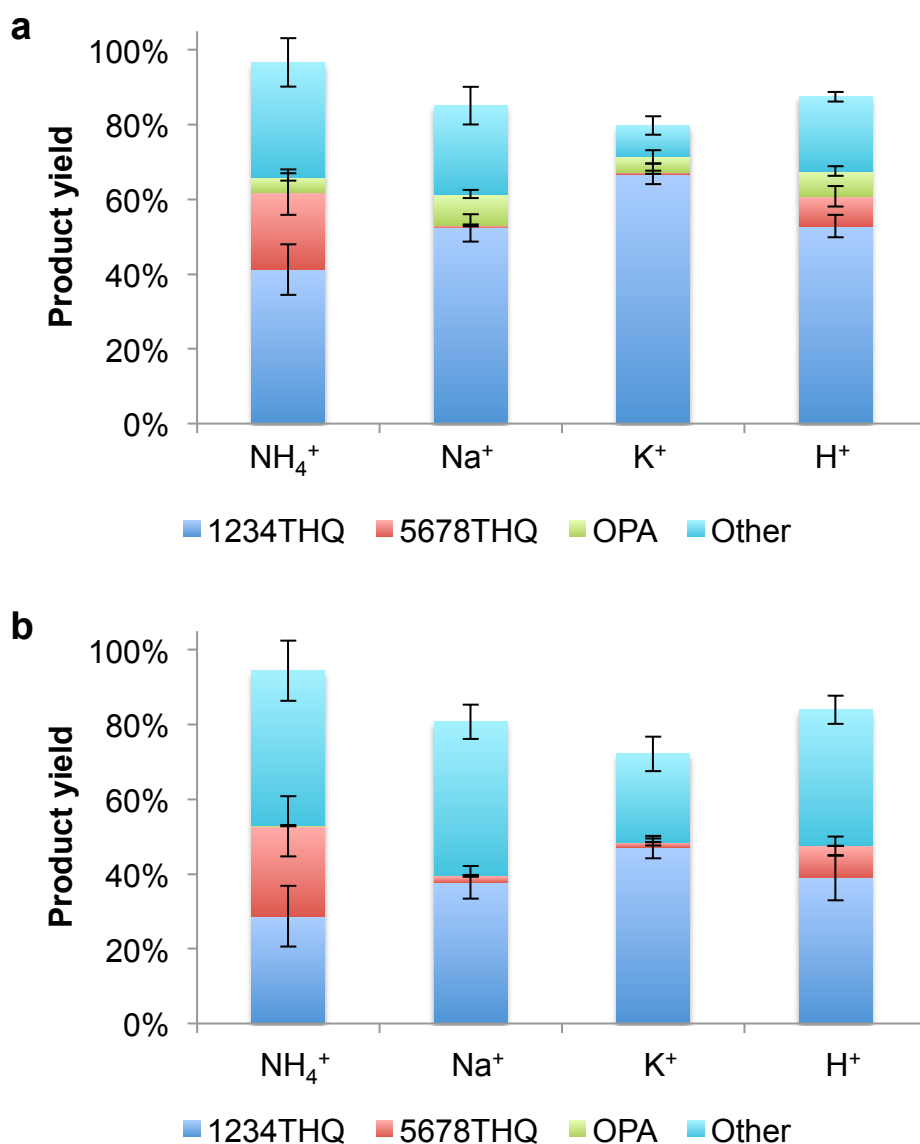 a
Product yield
100%
80%
60%
40%
20%
0%
NH₄⁺ Na⁺ K⁺ H⁺
1234THQ 5678THQ OPA Other
b
Product yield
100%
80%
60%
40%
20%
0%
NH₄⁺ Na⁺ K⁺ H⁺
1234THQ 5678THQ OPA Other